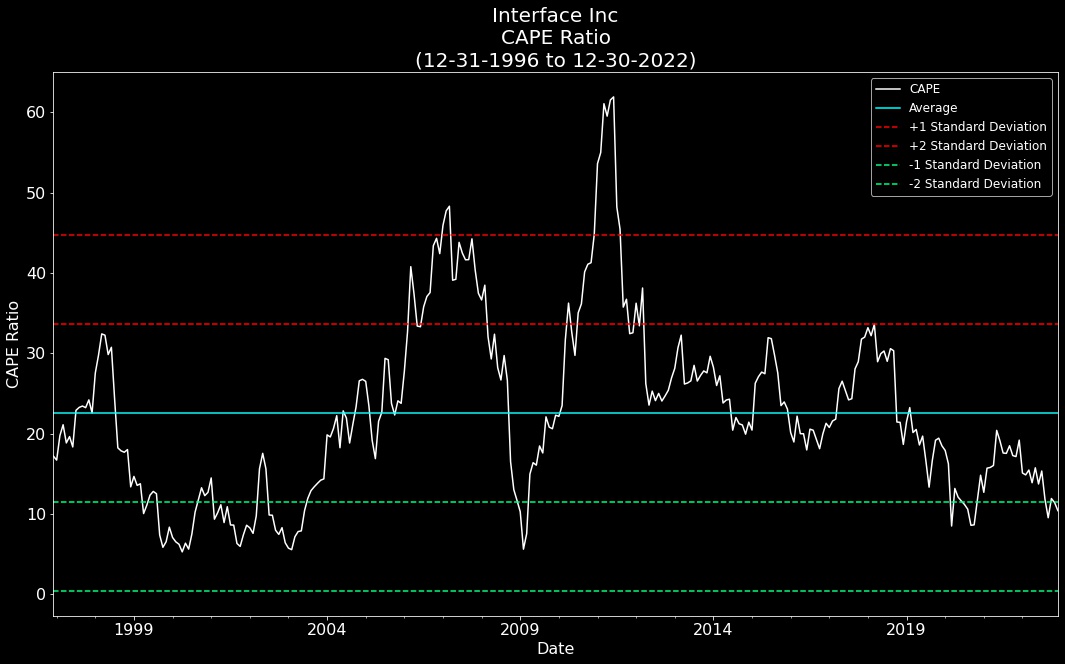 Interface Inc
CAPE Ratio
(12-31-1996 to 12-30-2022)
CAPE
Average
+1 Standard Deviation
+2 Standard Deviation
-1 Standard Deviation
-2 Standard Deviation
CAPE Ratio
60
50
40
30
20
10
0
1999 2004 2009 2014 2019
Date